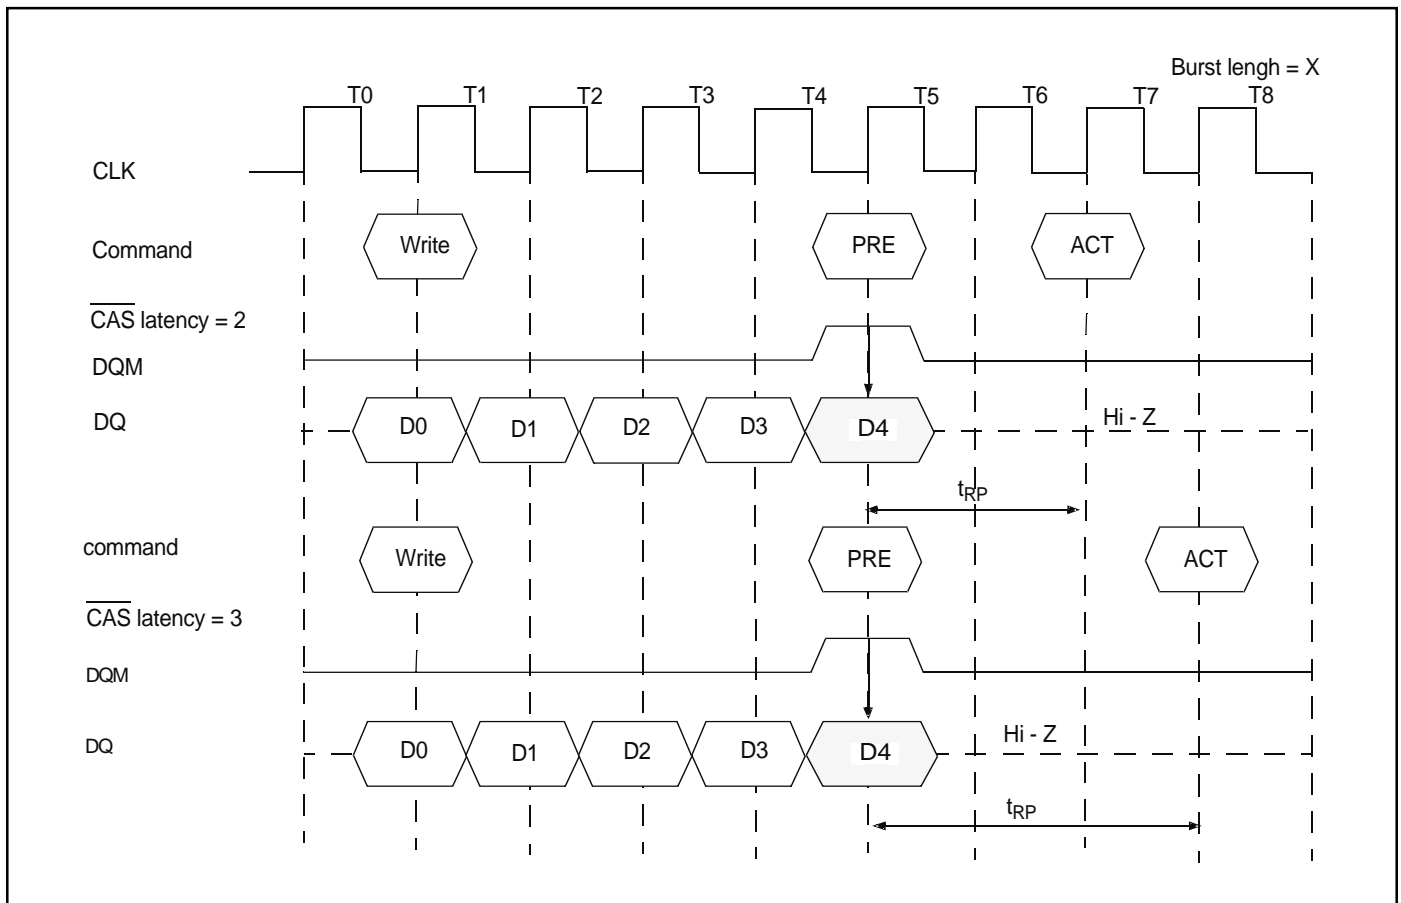 Burst lengh = X
T0 T1 T2 T3 T4 T5 T6 T7 T8
CLK
Command Write PRE ACT
CAS latency = 2
DQM
DQ D0 D1 D2 D3 D4 Hi - Z
tRP
command Write PRE ACT
CAS latency = 3
DQM
DQ D0 D1 D2 D3 D4 Hi - Z
tRP